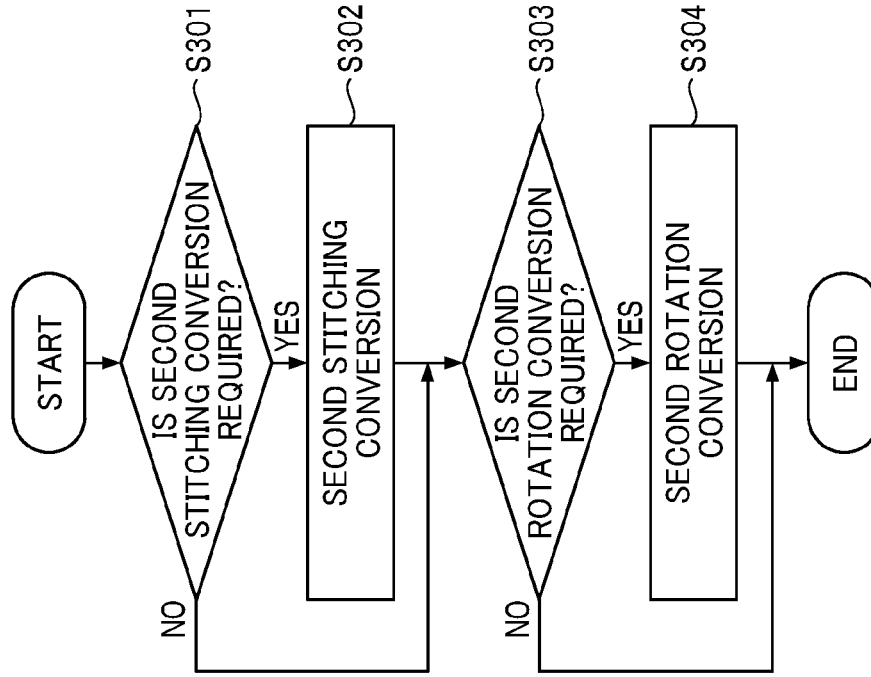 START
IS SECOND
STITCHING CONVERSION
REQUIRED?
S301
NO
YES
SECOND STITCHING
CONVERSION
S302
IS SECOND
ROTATION CONVERSION
REQUIRED?
S303
NO
YES
SECOND ROTATION
CONVERSION
S304
END